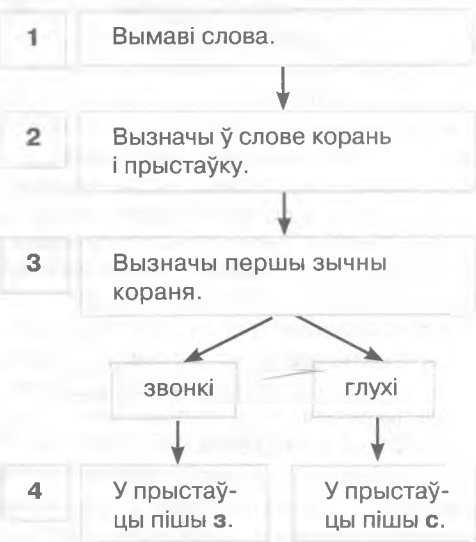 1 Вымаві слова.
2 Вызначы ў слове корань
і прыстаўку.
3 Вызначы першы зычны
кораня.
звонкі глухі
4 У прыстаў- У прыстаў-
цы пішы з. цы пішы с.